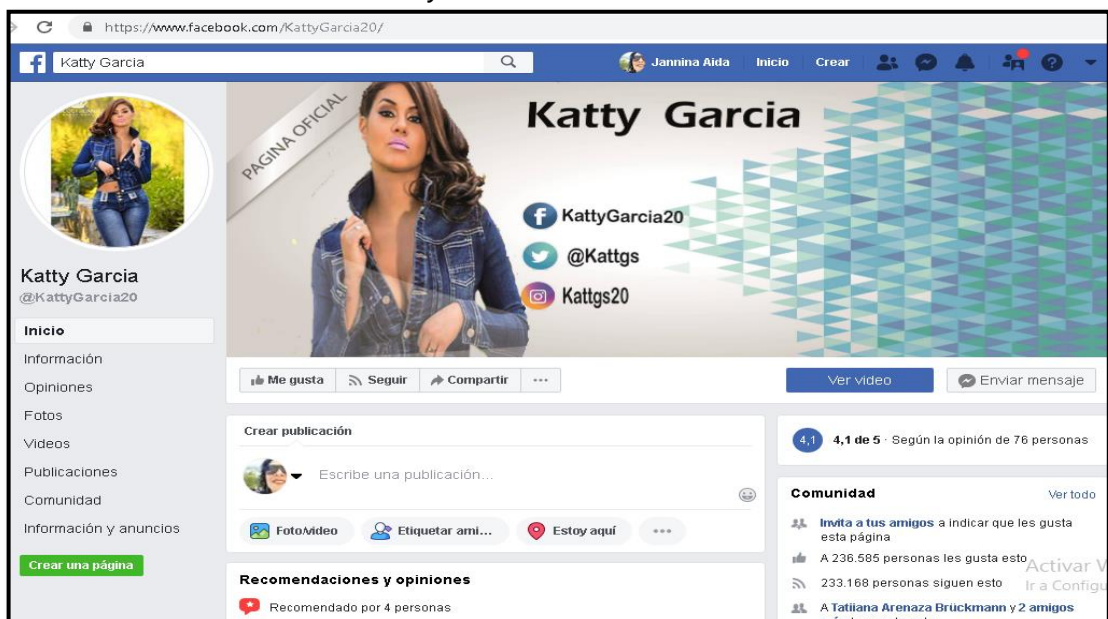 https://www.facebook.com/KattyGarcia20/
Katty Garcia
Jannina Aida
Inicio
Crear
PAGINA OFICIAL
Katty Garcia
KattyGarcia20
@Kattgs
Kattgs20
Katty Garcia
@KattyGarcia20
Inicio
Información
Opiniones
Fotos
Videos
Publicaciones
Comunidad
Información y anuncios
Crear una página
Me gusta
Seguir
Compartir
Ver video
Enviar mensaje
Crear publicación
Escribe una publicación...
Foto/video
Etiquetar ami...
Estoy aquí
Recomendaciones y opiniones
Recomendado por 4 personas
4,1
4,1 de 5 · Según la opinión de 76 personas
Comunidad
Ver todo
Invita a tus amigos a indicar que les gusta
esta página
A 236.585 personas les gusta esto
233.168 personas siguen esto
Activar
Ir a Configu
A Tatiiana Arenaza Brückmann y 2 amigos